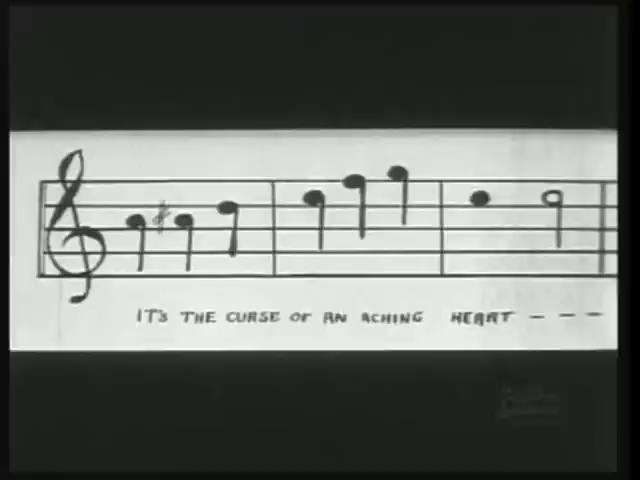 IT'S THE CURSE OF AN ACHING HEART - - -